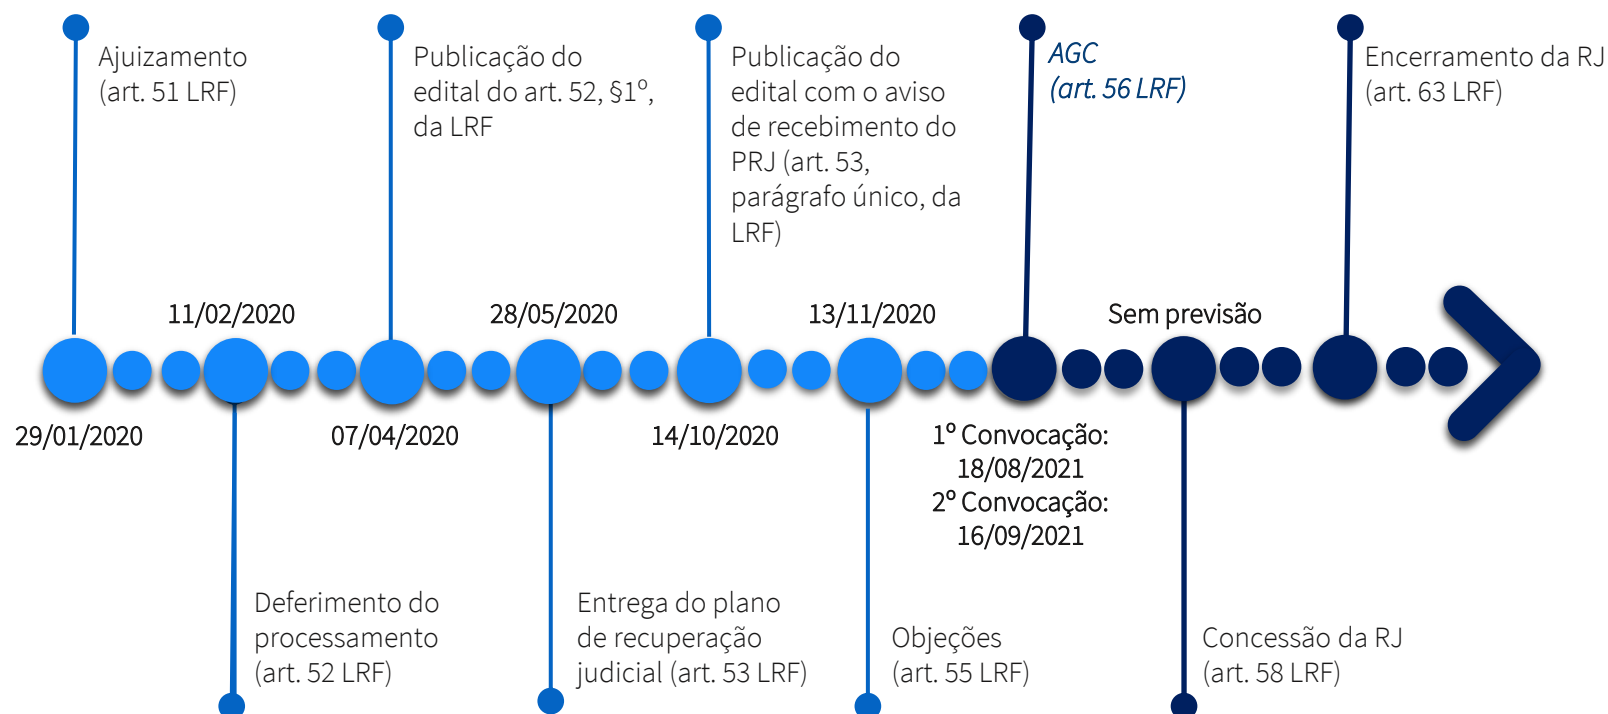 Ajuizamento
(art. 51 LRF)
Publicação do
edital do art. 52, §1º,
da LRF
Publicação do
edital com o aviso
de recebimento do
PRJ (art. 53,
parágrafo único, da
LRF)
AGC
(art. 56 LRF)
Encerramento da RJ
(art. 63 LRF)
11/02/2020
28/05/2020
13/11/2020
Sem previsão
29/01/2020
07/04/2020
14/10/2020
1º Convocação:
18/08/2021
2º Convocação:
16/09/2021
Deferimento do
processamento
(art. 52 LRF)
Entrega do plano
de recuperação
judicial (art. 53 LRF)
Objeções
(art. 55 LRF)
Concessão da RJ
(art. 58 LRF)